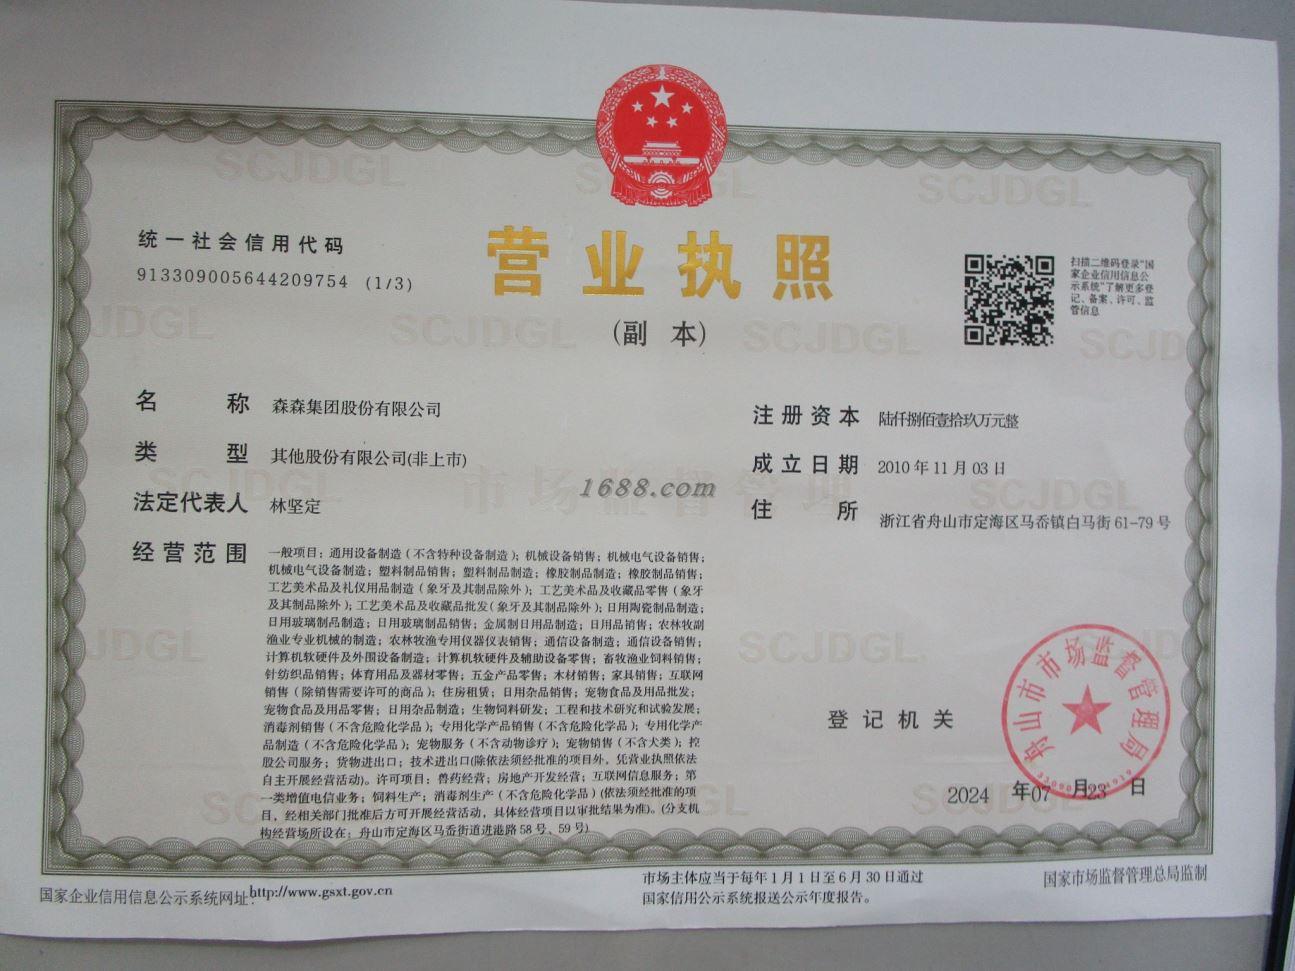 统一社会信用代码
913309005644209754 (1/3)
营业执照
(副 本)
扫描二维码登录“国
家企业信用信息公
示系统”了解更多登
记、备案、许可、监
管信息
名 称 森森集团股份有限公司
类 型 其他股份有限公司(非上市)
法定代表人 林坚定
经营范围 一般项目：通用设备制造（不含特种设备制造）；机械设备销售；机械电气设备销售；
机械电气设备制造；塑料制品销售；塑料制品制造；橡胶制品制造；橡胶制品销售；
工艺美术品及礼仪用品制造（象牙及其制品除外）；工艺美术品及收藏品零售（象牙
及其制品除外）；工艺美术品及收藏品批发（象牙及其制品除外）；日用陶瓷制品制造；
日用玻璃制品制造；日用玻璃制品销售；金属制日用品制造；日用品销售；农林牧副
渔业专业机械的制造；农林牧渔专用仪器仪表销售；通信设备制造；通信设备销售；
计算机软硬件及外围设备制造；计算机软硬件及辅助设备零售；畜牧渔业饲料销售；
针纺织品销售；体育用品及器材零售；五金产品零售；木材销售；家具销售；互联网
销售（除销售需要许可的商品）；住房租赁；日用杂品销售；宠物食品及用品批发；
宠物食品及用品零售；日用杂品制造；生物饲料研发；工程和技术研究和试验发展；
消毒剂销售（不含危险化学品）；专用化学产品销售（不含危险化学品）；专用化学产
品制造（不含危险化学品）；宠物服务（不含动物诊疗）；宠物销售（不含犬类）；控
股公司服务；货物进出口；技术进出口(除依法须经批准的项目外，凭营业执照依法
自主开展经营活动)。许可项目：兽药经营；房地产开发经营；互联网信息服务；第
一类增值电信业务；饲料生产；消毒剂生产（不含危险化学品）(依法须经批准的项
目，经相关部门批准后方可开展经营活动，具体经营项目以审批结果为准)。(分支机
构经营场所设在：舟山市定海区马岙街道进港路 58 号、59 号)
注册资本 陆仟捌佰壹拾玖万元整
成立日期 2010 年 11 月 03 日
住 所 浙江省舟山市定海区马岙镇白马街 61-79 号
1688.com
登记机关
舟山市市场监督管理局
2024 年07 月23 日
国家企业信用信息公示系统网址：http://www.gsxt.gov.cn
市场主体应当于每年 1 月 1 日至 6 月 30 日通过
国家信用公示系统报送公示年度报告。
国家市场监督管理总局监制